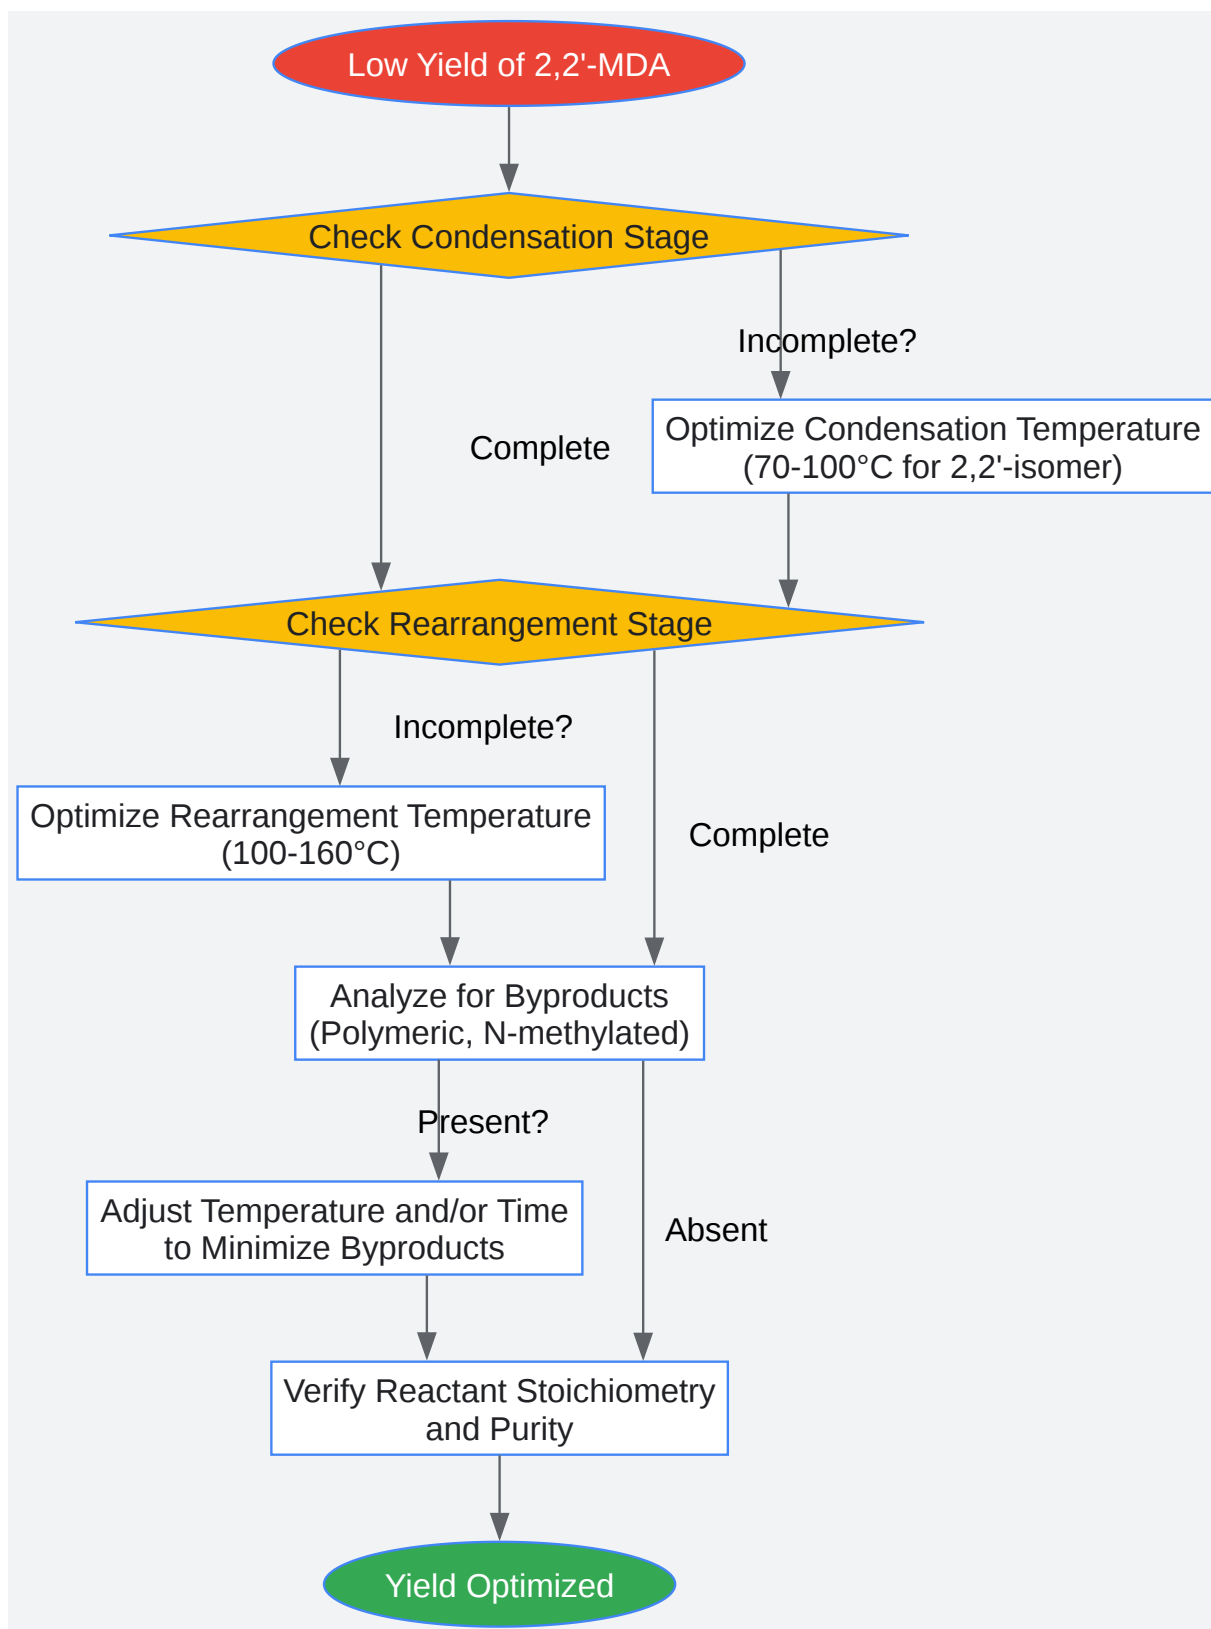 Low Yield of 2,2'-MDA
Check Condensation Stage
Incomplete?
Optimize Condensation Temperature
(70-100°C for 2,2'-isomer)
Complete
Check Rearrangement Stage
Incomplete?
Optimize Rearrangement Temperature
(100-160°C)
Complete
Analyze for Byproducts
(Polymeric, N-methylated)
Present?
Adjust Temperature and/or Time
to Minimize Byproducts
Absent
Verify Reactant Stoichiometry
and Purity
Yield Optimized